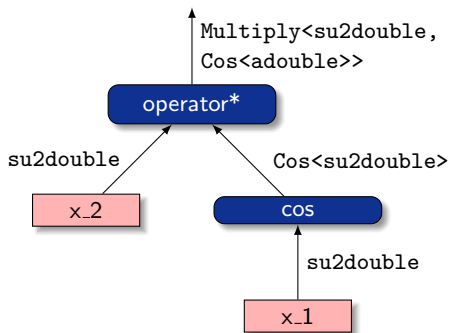 Multiply<su2double,
Cos<adouble>>
operator*
su2double
Cos<su2double>
x_2
cos
su2double
x_1